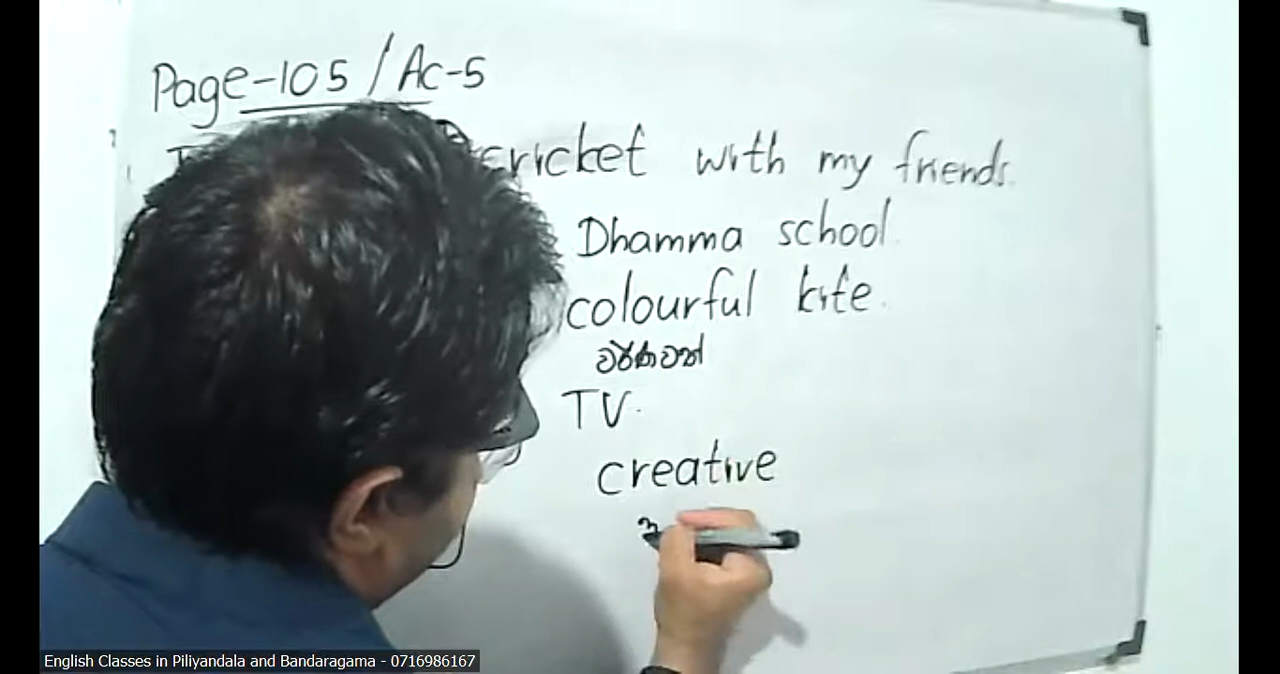 Page-105 / Ac-5
cricket with my friends.
Dhamma school.
colourful kite.
වර්ණවත්
TV.
creative
English Classes in Piliyandala and Bandaragama - 0716986167